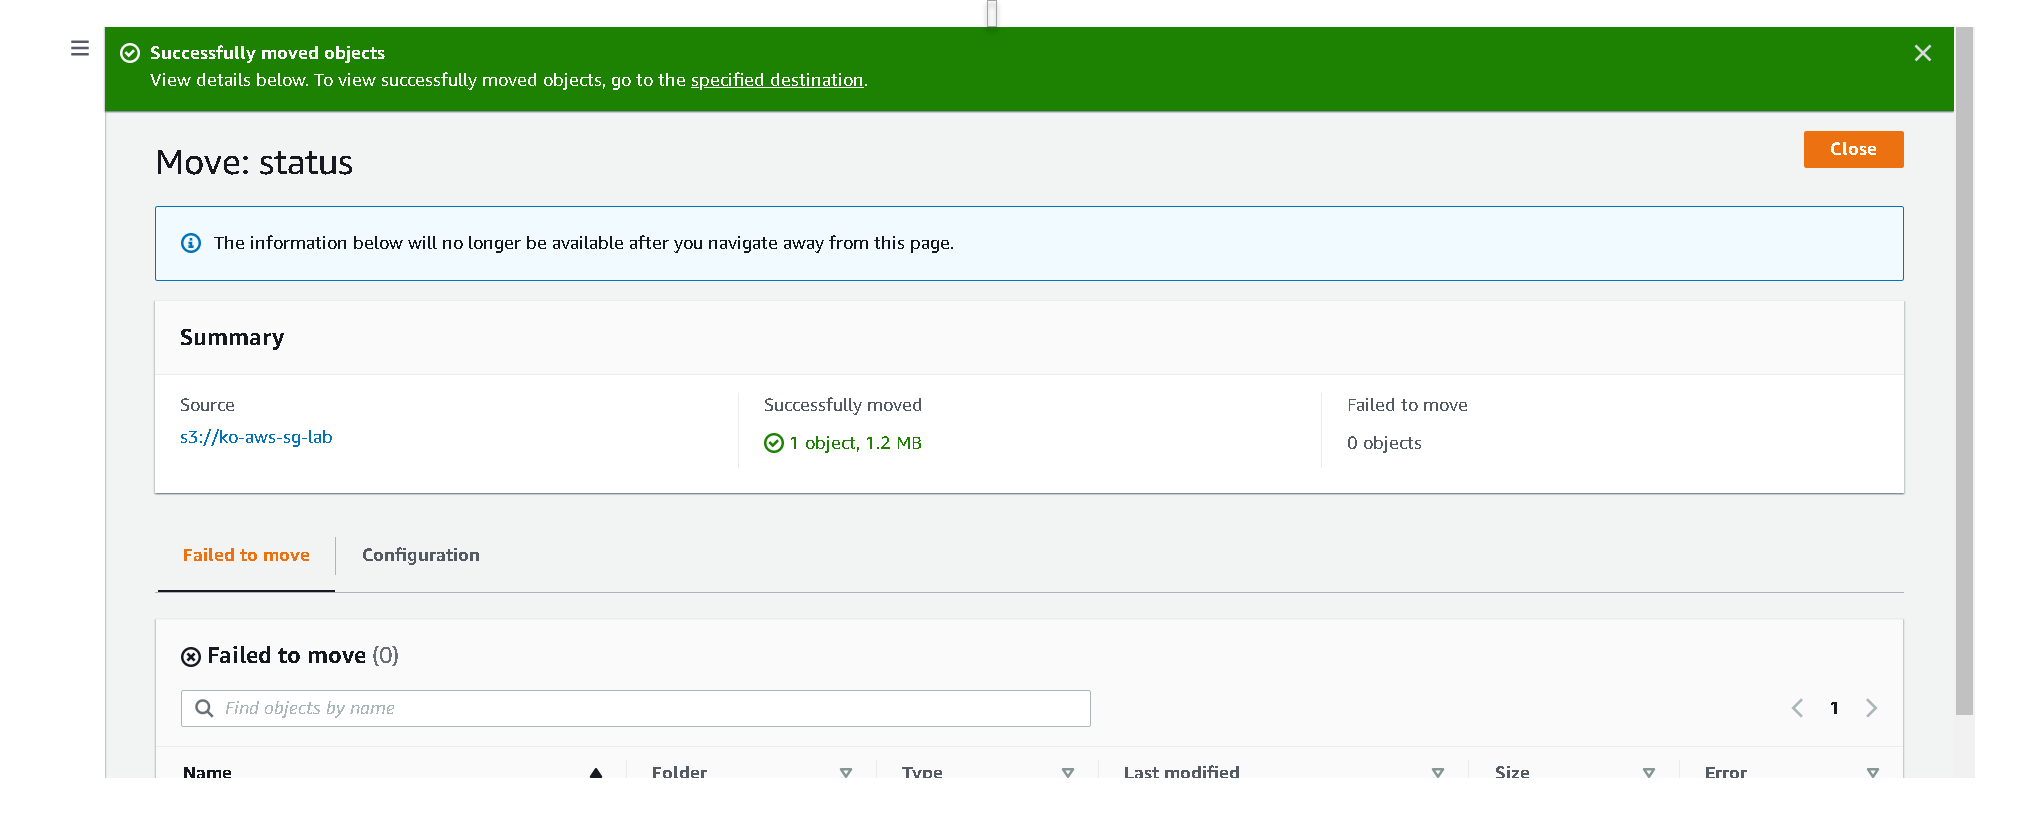 Successfully moved objects
View details below. To view successfully moved objects, go to the specified destination.
Move: status
Close
The information below will no longer be available after you navigate away from this page.
Summary
Source
s3://ko-aws-sg-lab
Successfully moved
1 object, 1.2 MB
Failed to move
0 objects
Failed to move
Configuration
Failed to move (0)
Find objects by name
1
Name
Folder
Type
Last modified
Size
Error